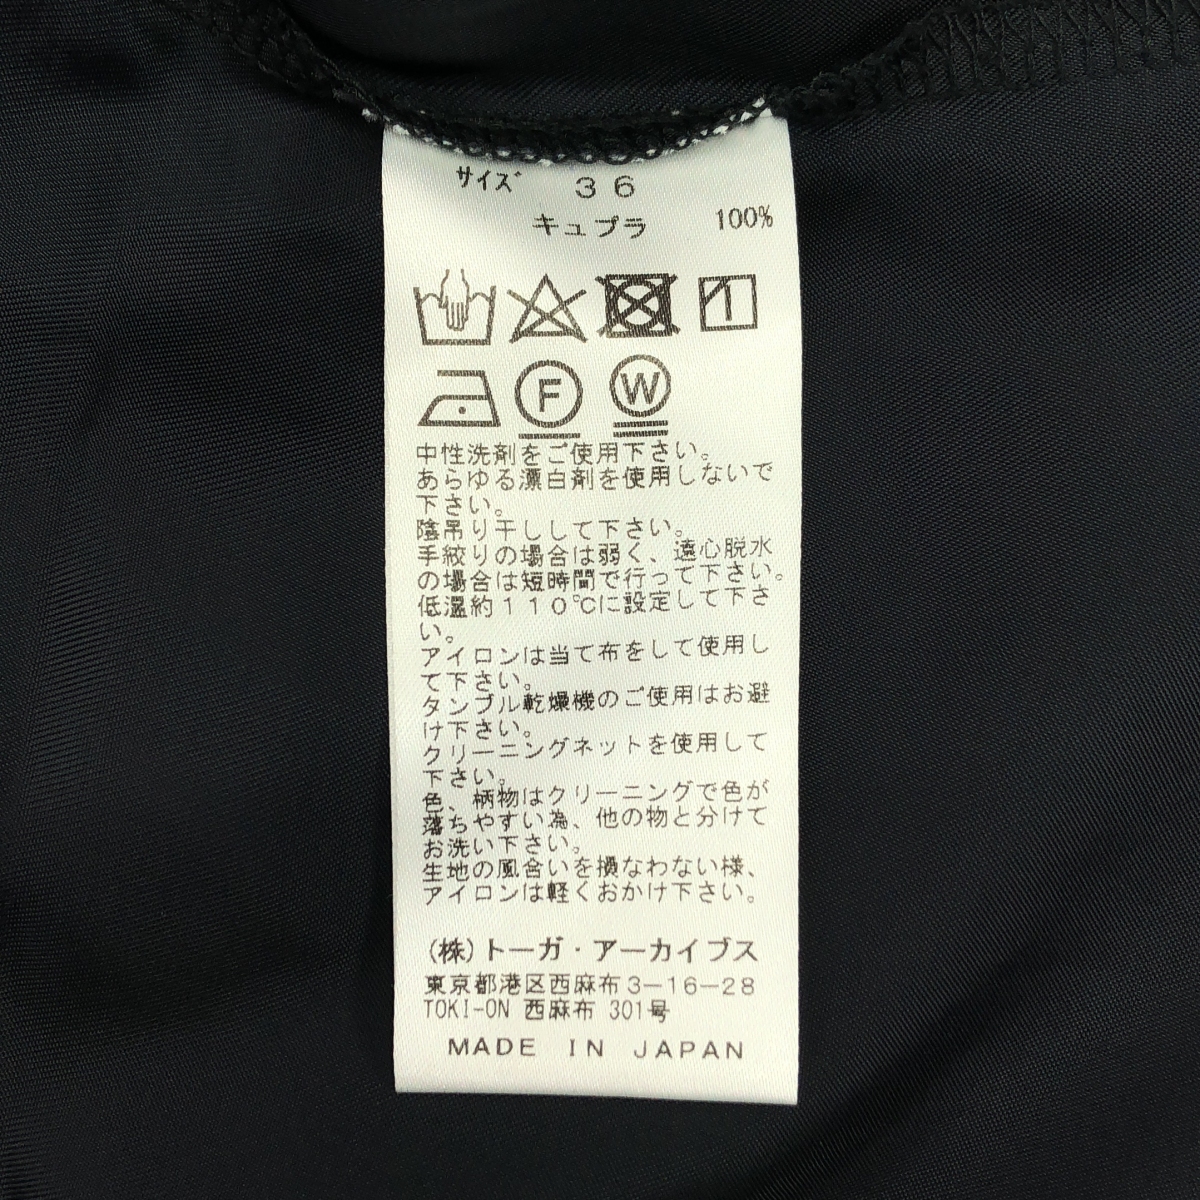 サイズ 36
キュプラ 100%
F W
中性洗剤をご使用下さい。
あらゆる漂白剤を使用しないで
下さい。
陰吊り干しして下さい。
手絞りの場合は弱く、遠心脱水
の場合は短時間で行って下さい。
低温約110℃に設定して下さ
い。
アイロンは当て布をして使用し
て下さい。
タンブル乾燥機のご使用はお避
け下さい。
クリーニングネットを使用して
下さい。
色、柄物はクリーニングで色が
落ちやすい為、他の物と分けて
お洗い下さい。
生地の風合いを損なわない様、
アイロンは軽くおかけ下さい。
(株)トーガ・アーカイブス
東京都港区西麻布3-16-28
TOKI-ON 西麻布 301号
MADE IN JAPAN